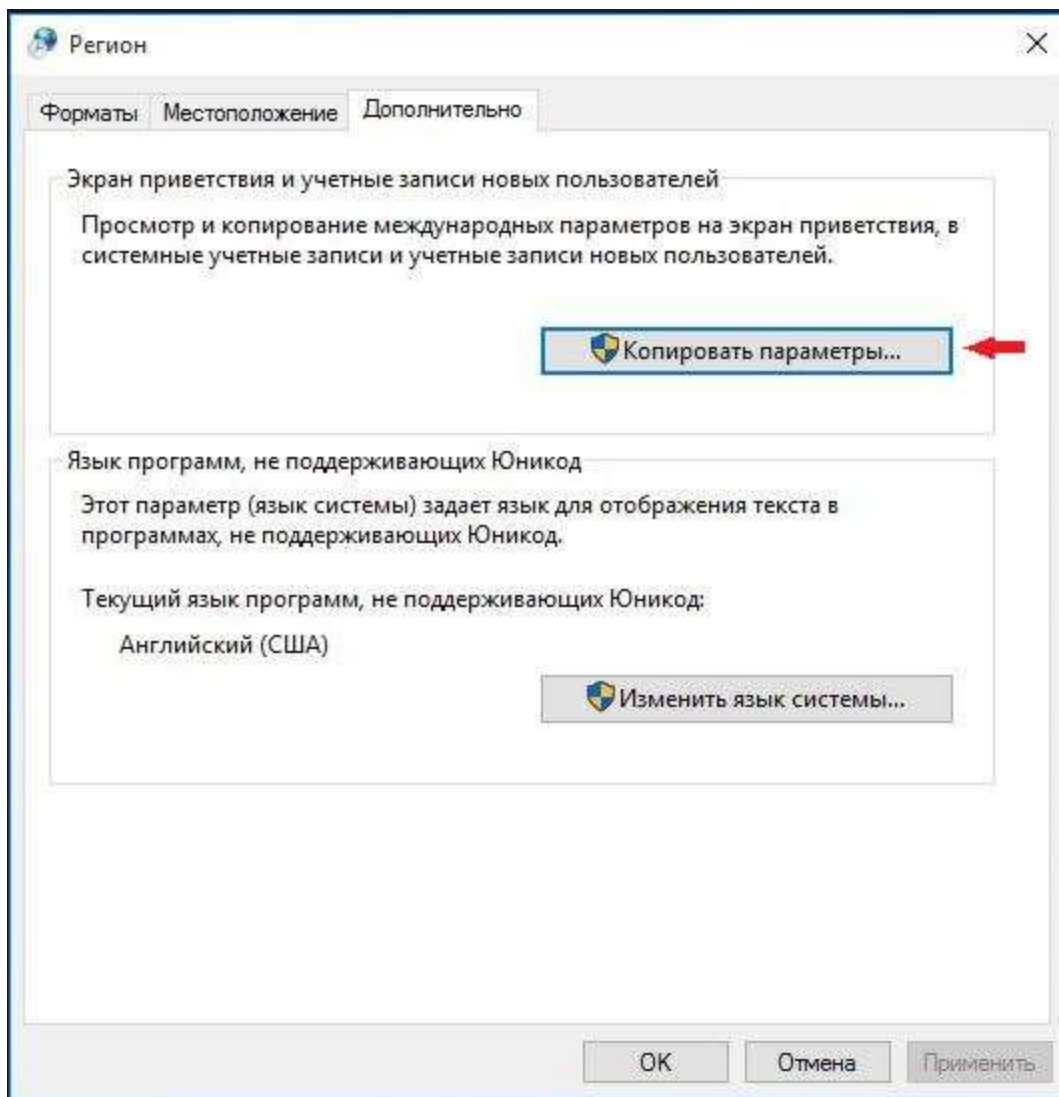 Регион
Форматы Местоположение Дополнительно
Экран приветствия и учетные записи новых пользователей
Просмотр и копирование международных параметров на экран приветствия, в
системные учетные записи и учетные записи новых пользователей.
Копировать параметры...
Язык программ, не поддерживающих Юникод
Этот параметр (язык системы) задает язык для отображения текста в
программах, не поддерживающих Юникод.
Текущий язык программ, не поддерживающих Юникод:
Английский (США)
Изменить язык системы...
OK Отмена Применить